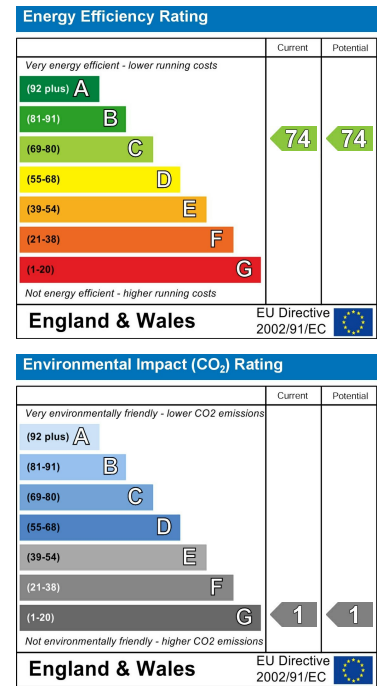 Energy Efficiency Rating
Current Potential
Very energy efficient - lower running costs
(92 plus) A
(81-91) B
(69-80) C 74 74
(55-68) D
(39-54) E
(21-38) F
(1-20) G
Not energy efficient - higher running costs
England & Wales EU Directive
2002/91/EC
Environmental Impact (CO₂) Rating
Current Potential
Very environmentally friendly - lower CO2 emissions
(92 plus) A
(81-91) B
(69-80) C
(55-68) D
(39-54) E
(21-38) F
(1-20) G 1 1
Not environmentally friendly - higher CO2 emissions
England & Wales EU Directive
2002/91/EC